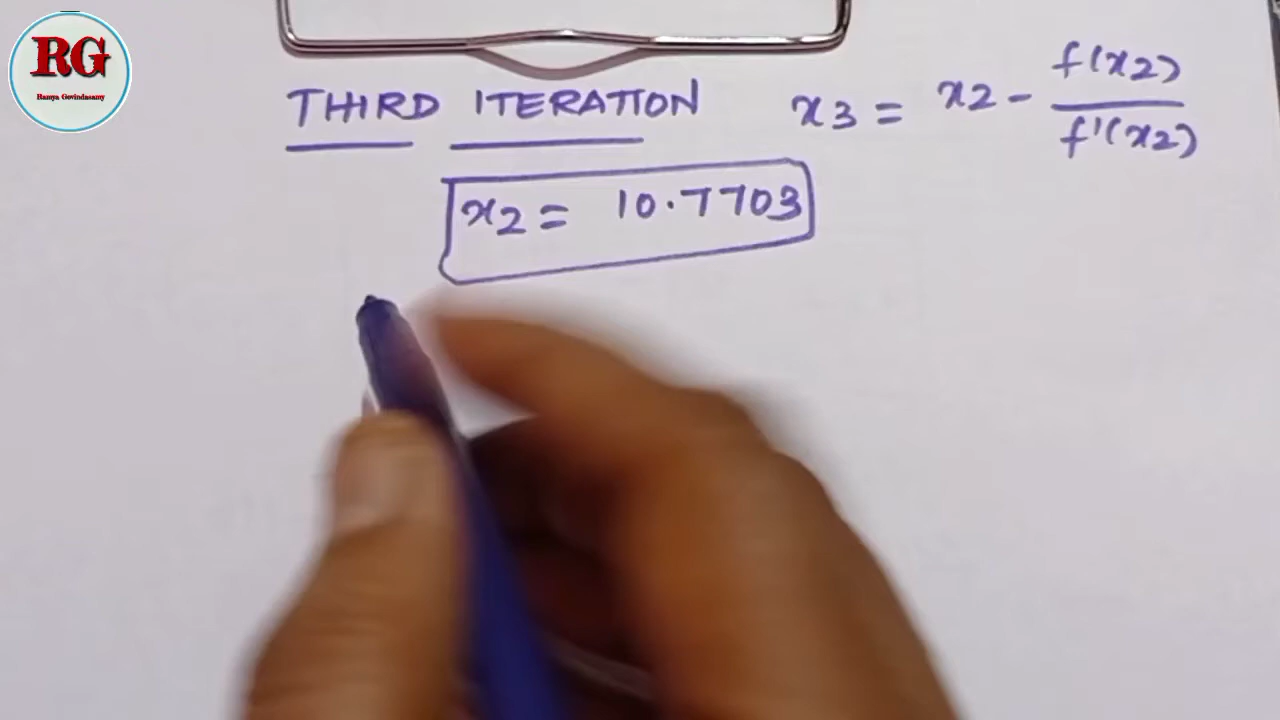 RG
Ramya Govindasamy
THIRD ITERATION x3 = x2 - f(x2) / f'(x2)
x2 = 10.7703